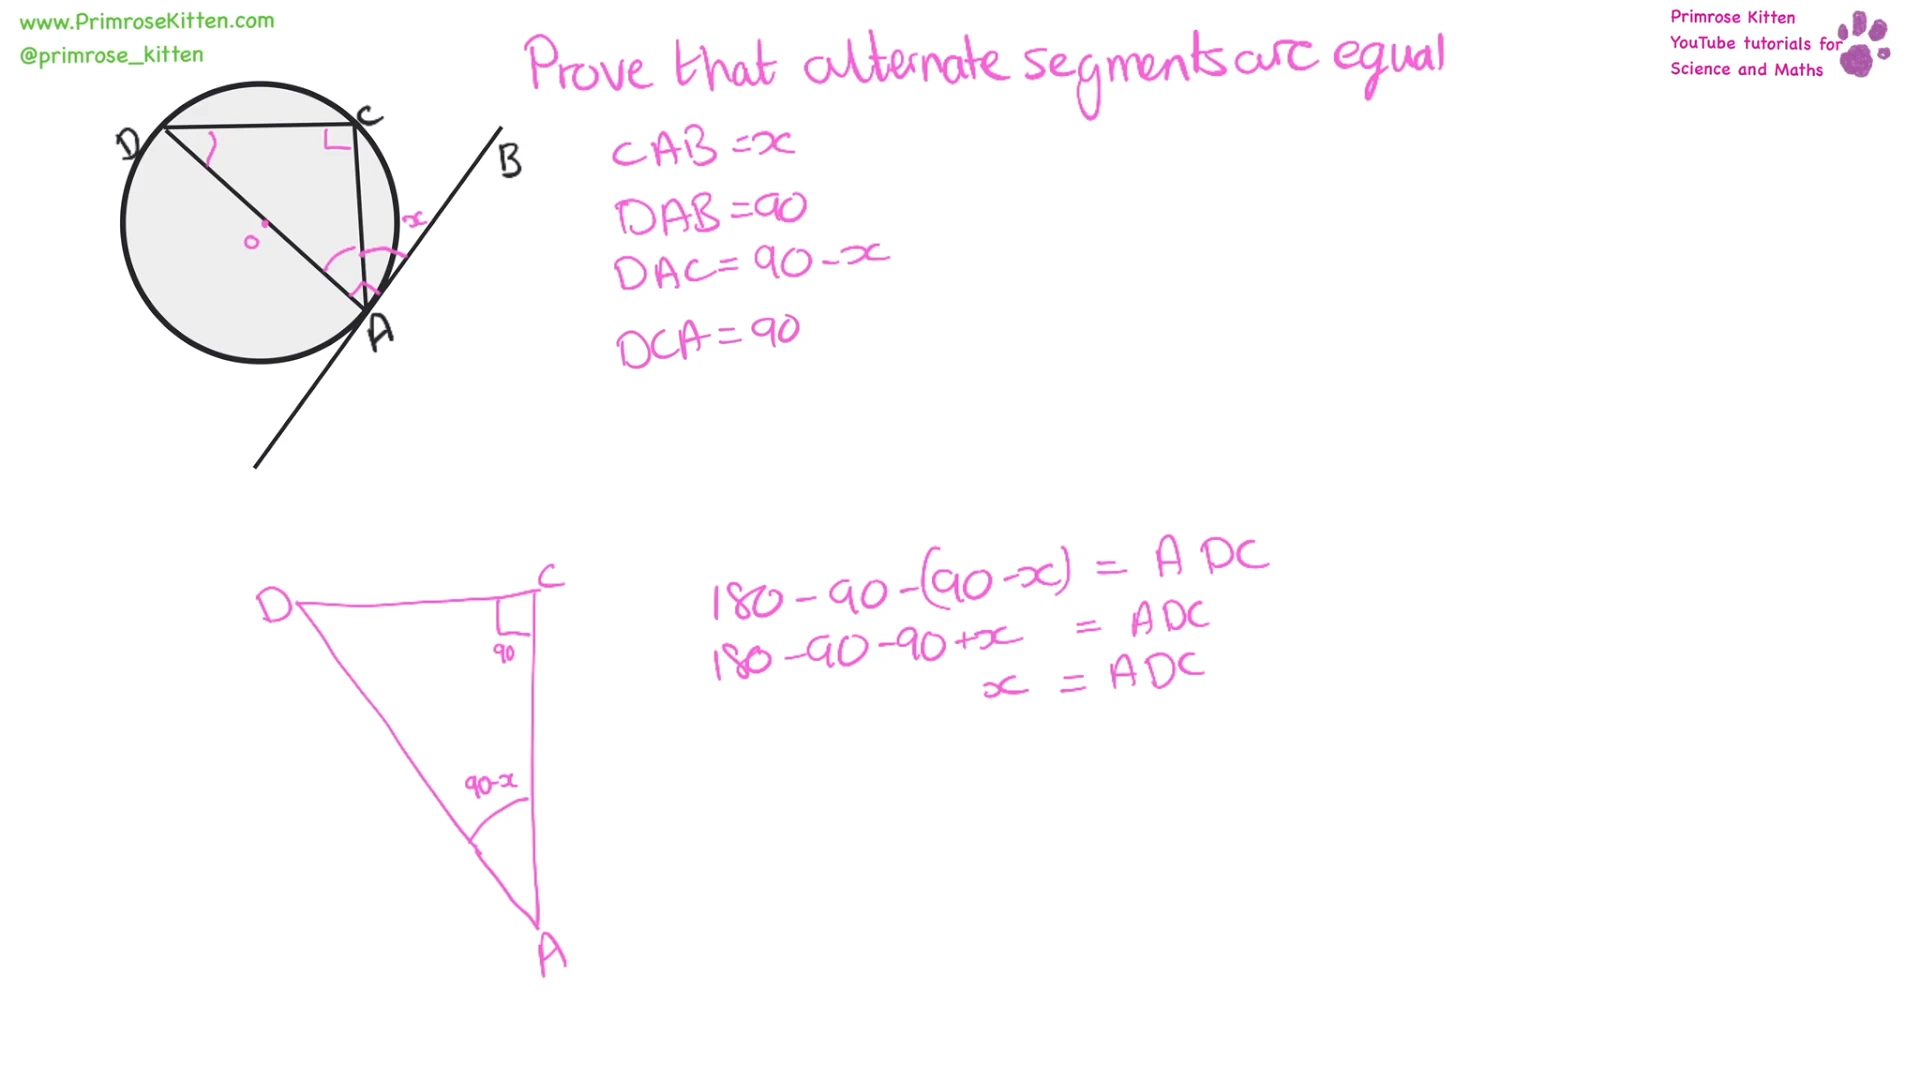 www.PrimroseKitten.com
@primrose_kitten
Primrose Kitten
YouTube tutorials for
Science and Maths
Prove that alternate segments are equal
D
C
B
x
O
A
CAB = x
DAB = 90
DAC = 90 - x
DCA = 90
D
C
90
90-x
A
180 - 90 - (90 - x) = ADC
180 - 90 - 90 + x = ADC
x = ADC